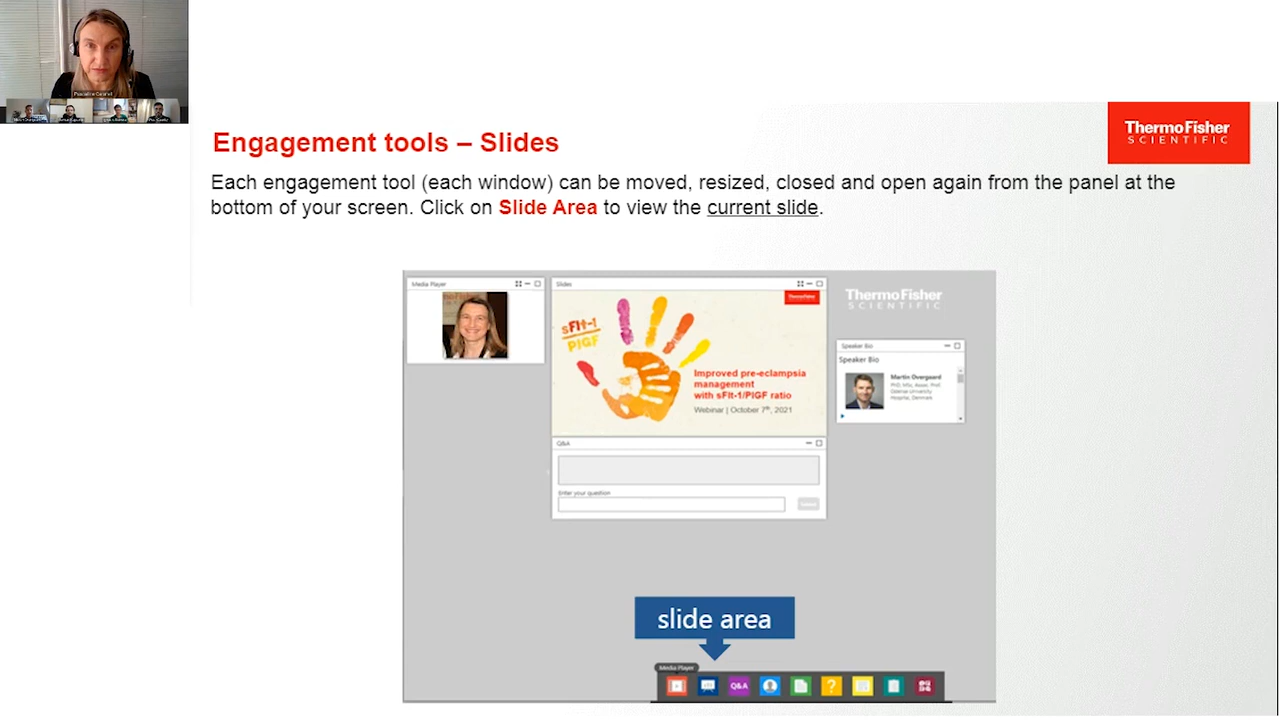 Engagement tools – Slides
ThermoFisher
SCIENTIFIC
Each engagement tool (each window) can be moved, resized, closed and open again from the panel at the
bottom of your screen. Click on Slide Area to view the current slide.
Media Player
Slides
ThermoFisher
sFlt-1
PlGF
Improved pre-eclampsia
management
with sFlt-1/PlGF ratio
Webinar | October 7th, 2021
ThermoFisher
SCIENTIFIC
Speaker Bio
Speaker Bio
Martin Overgaard
PhD, MSc, Assoc. Prof.
Odense University
Hospital, Denmark
Q&A
Enter your question
slide area
Media Player
Q&A
?